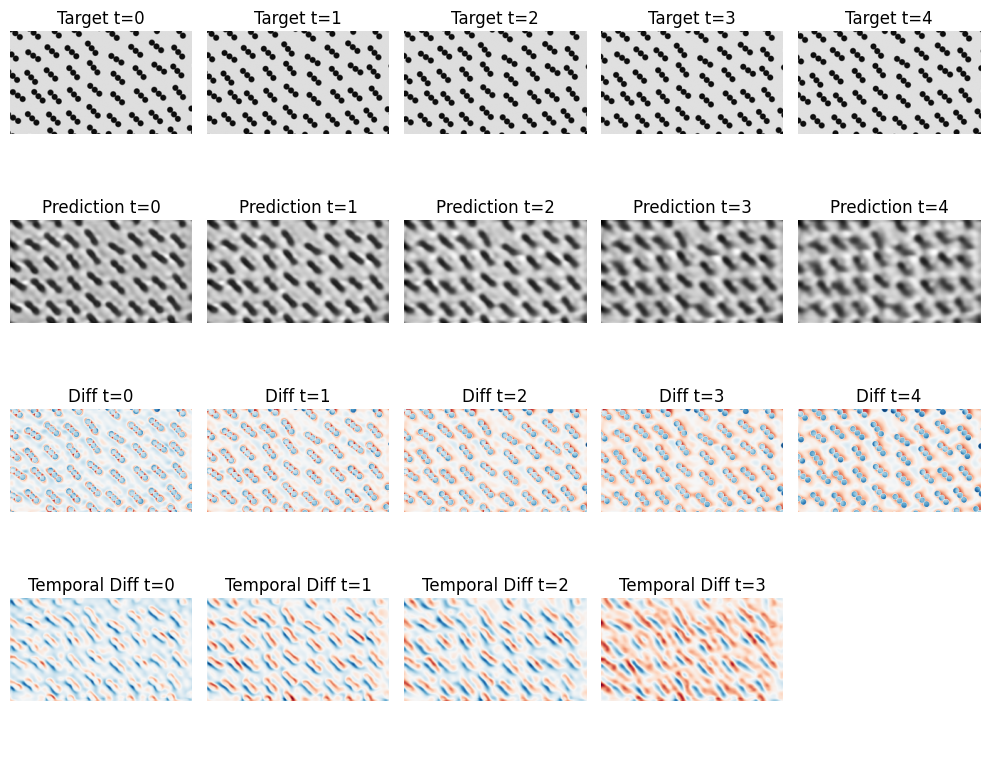 Target t=0 Target t=1 Target t=2 Target t=3 Target t=4
Prediction t=0 Prediction t=1 Prediction t=2 Prediction t=3 Prediction t=4
Diff t=0 Diff t=1 Diff t=2 Diff t=3 Diff t=4
Temporal Diff t=0 Temporal Diff t=1 Temporal Diff t=2 Temporal Diff t=3